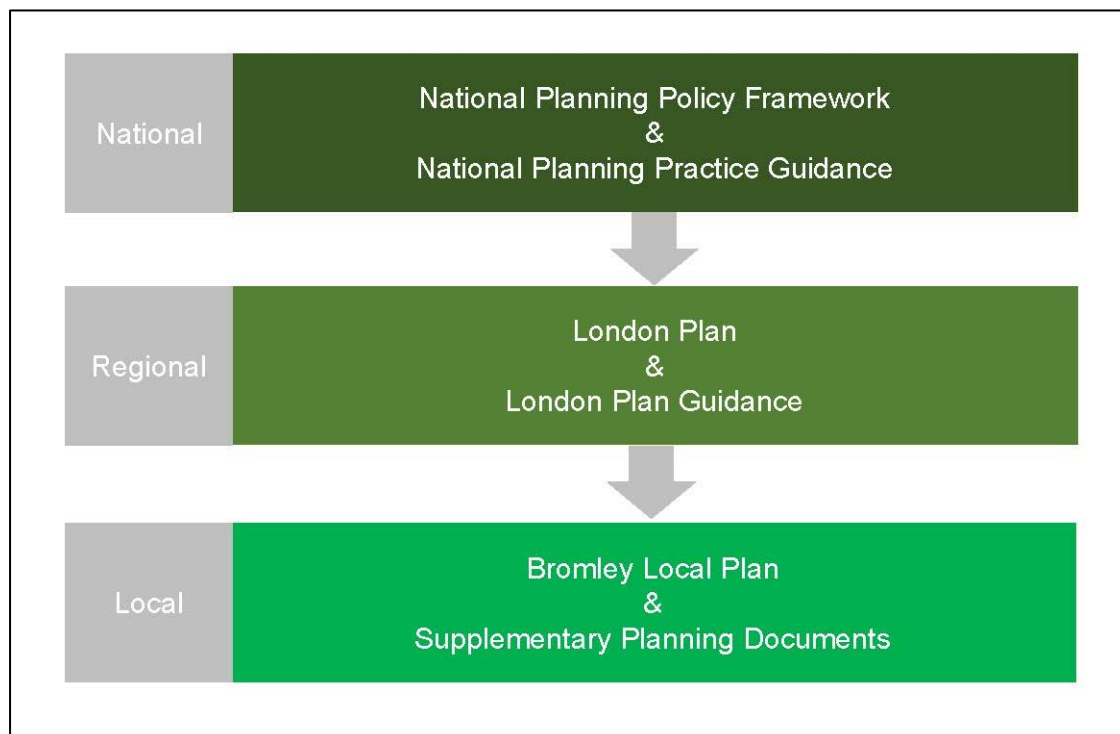 National
National Planning Policy Framework
&
National Planning Practice Guidance
Regional
London Plan
&
London Plan Guidance
Local
Bromley Local Plan
&
Supplementary Planning Documents